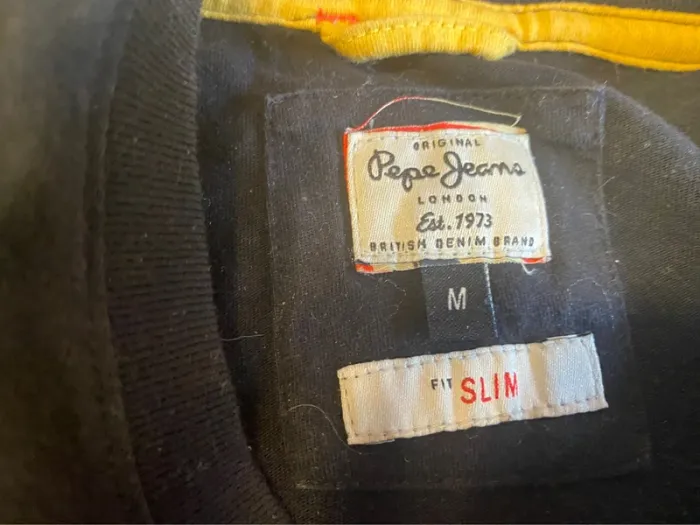 ORIGINAL
Pepe Jeans
LONDON
Est. 1973
BRITISH DENIM BRAND
M
FIT SLIM